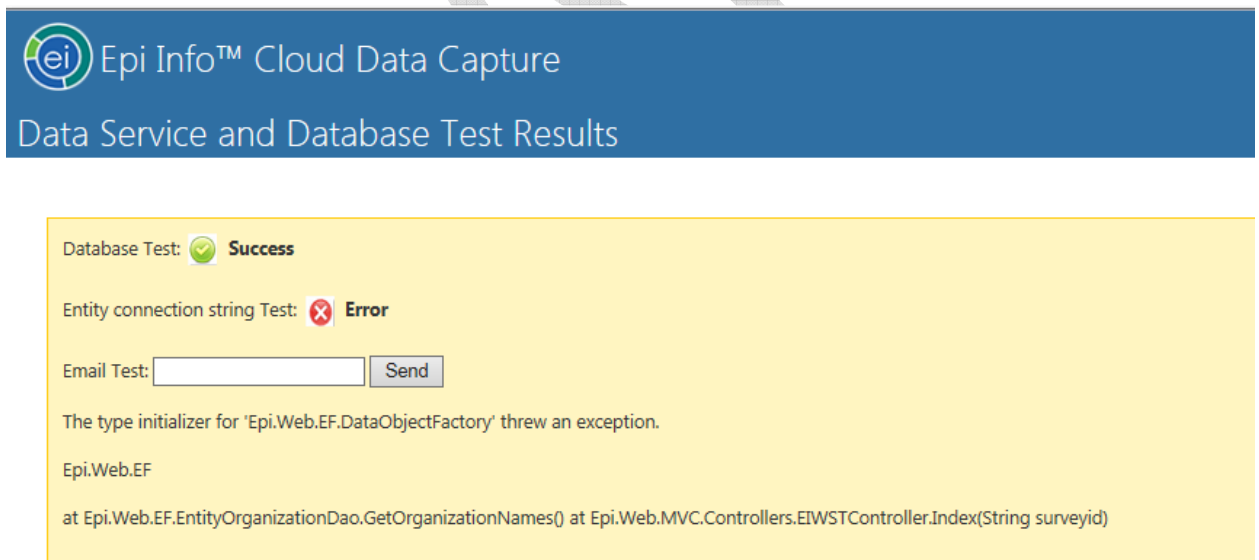 ei Epi Info™ Cloud Data Capture
Data Service and Database Test Results
Database Test: Success
Entity connection string Test: Error
Email Test: Send
The type initializer for 'Epi.Web.EF.DataObjectFactory' threw an exception.
Epi.Web.EF
at Epi.Web.EF.EntityOrganizationDao.GetOrganizationNames() at Epi.Web.MVC.Controllers.EIWSTController.Index(String surveyid)